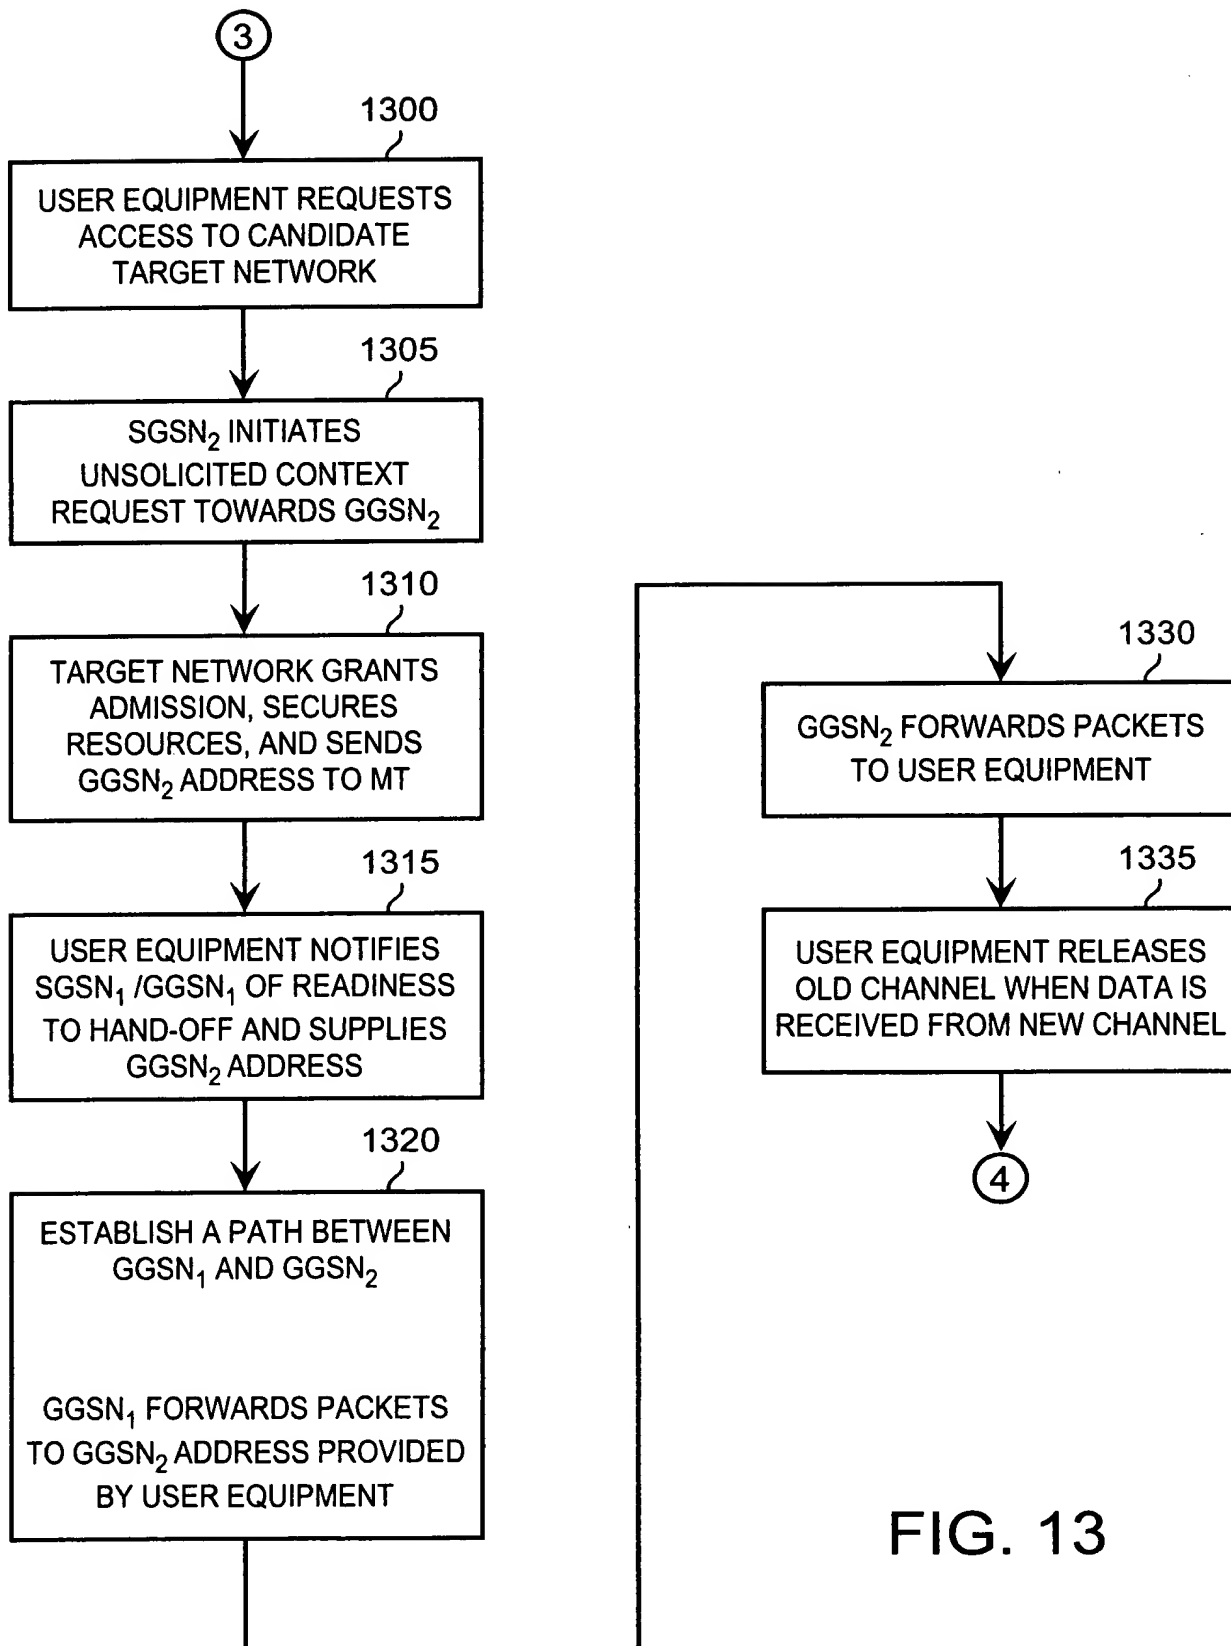 3
1300
USER EQUIPMENT REQUESTS
ACCESS TO CANDIDATE
TARGET NETWORK
1305
SGSN₂ INITIATES
UNSOLICITED CONTEXT
REQUEST TOWARDS GGSN₂
1310
TARGET NETWORK GRANTS
ADMISSION, SECURES
RESOURCES, AND SENDS
GGSN₂ ADDRESS TO MT
1315
USER EQUIPMENT NOTIFIES
SGSN₁ /GGSN₁ OF READINESS
TO HAND-OFF AND SUPPLIES
GGSN₂ ADDRESS
1320
ESTABLISH A PATH BETWEEN
GGSN₁ AND GGSN₂
GGSN₁ FORWARDS PACKETS
TO GGSN₂ ADDRESS PROVIDED
BY USER EQUIPMENT
1330
GGSN₂ FORWARDS PACKETS
TO USER EQUIPMENT
1335
USER EQUIPMENT RELEASES
OLD CHANNEL WHEN DATA IS
RECEIVED FROM NEW CHANNEL
4
FIG. 13